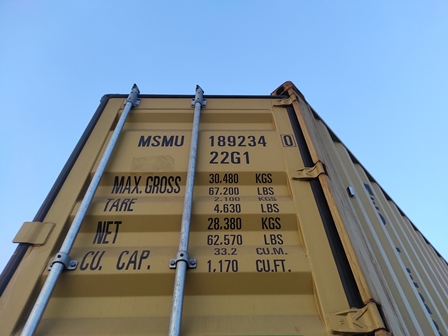 MSMU 189234 0
22G1
MAX. GROSS 30.480 KGS
67.200 LBS
TARE 2.100 KGS
4.630 LBS
NET 28.380 KGS
62.570 LBS
CU. CAP. 33.2 CU.M.
1.170 CU.FT.